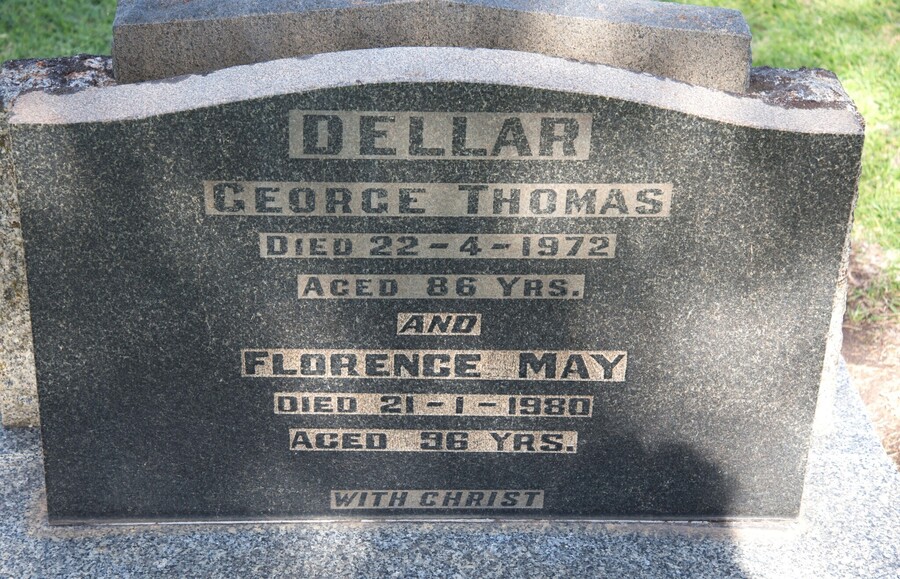 DELLAR
GEORGE THOMAS
DIED 22-4-1972
AGED 86 YRS.
AND
FLORENCE MAY
DIED 21-1-1980
AGED 96 YRS.
WITH CHRIST